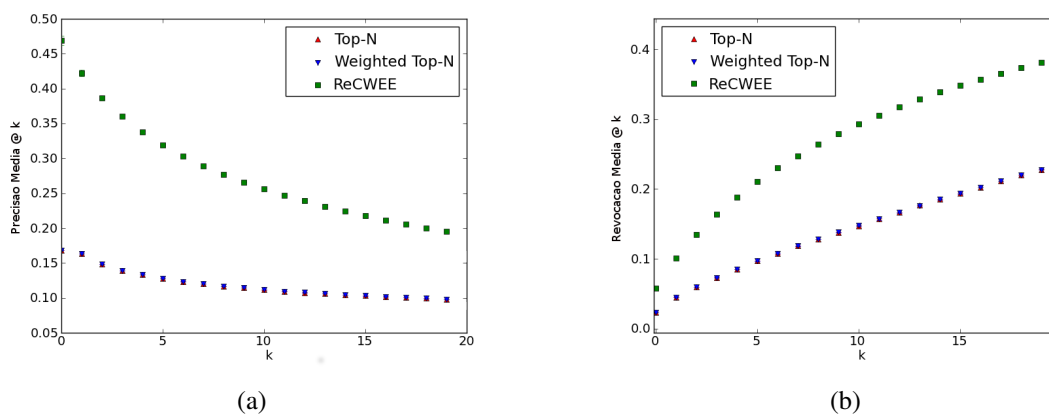 0.50
0.45
0.40
0.35
0.30
0.25
0.20
0.15
0.10
0.05
Precisao Media @ k
Top-N
Weighted Top-N
ReCWEE
0 5 10 15 20
k
(a)
0.4
0.3
0.2
0.1
0.0
Revocacao Media @ k
Top-N
Weighted Top-N
ReCWEE
0 5 10 15
k
(b)